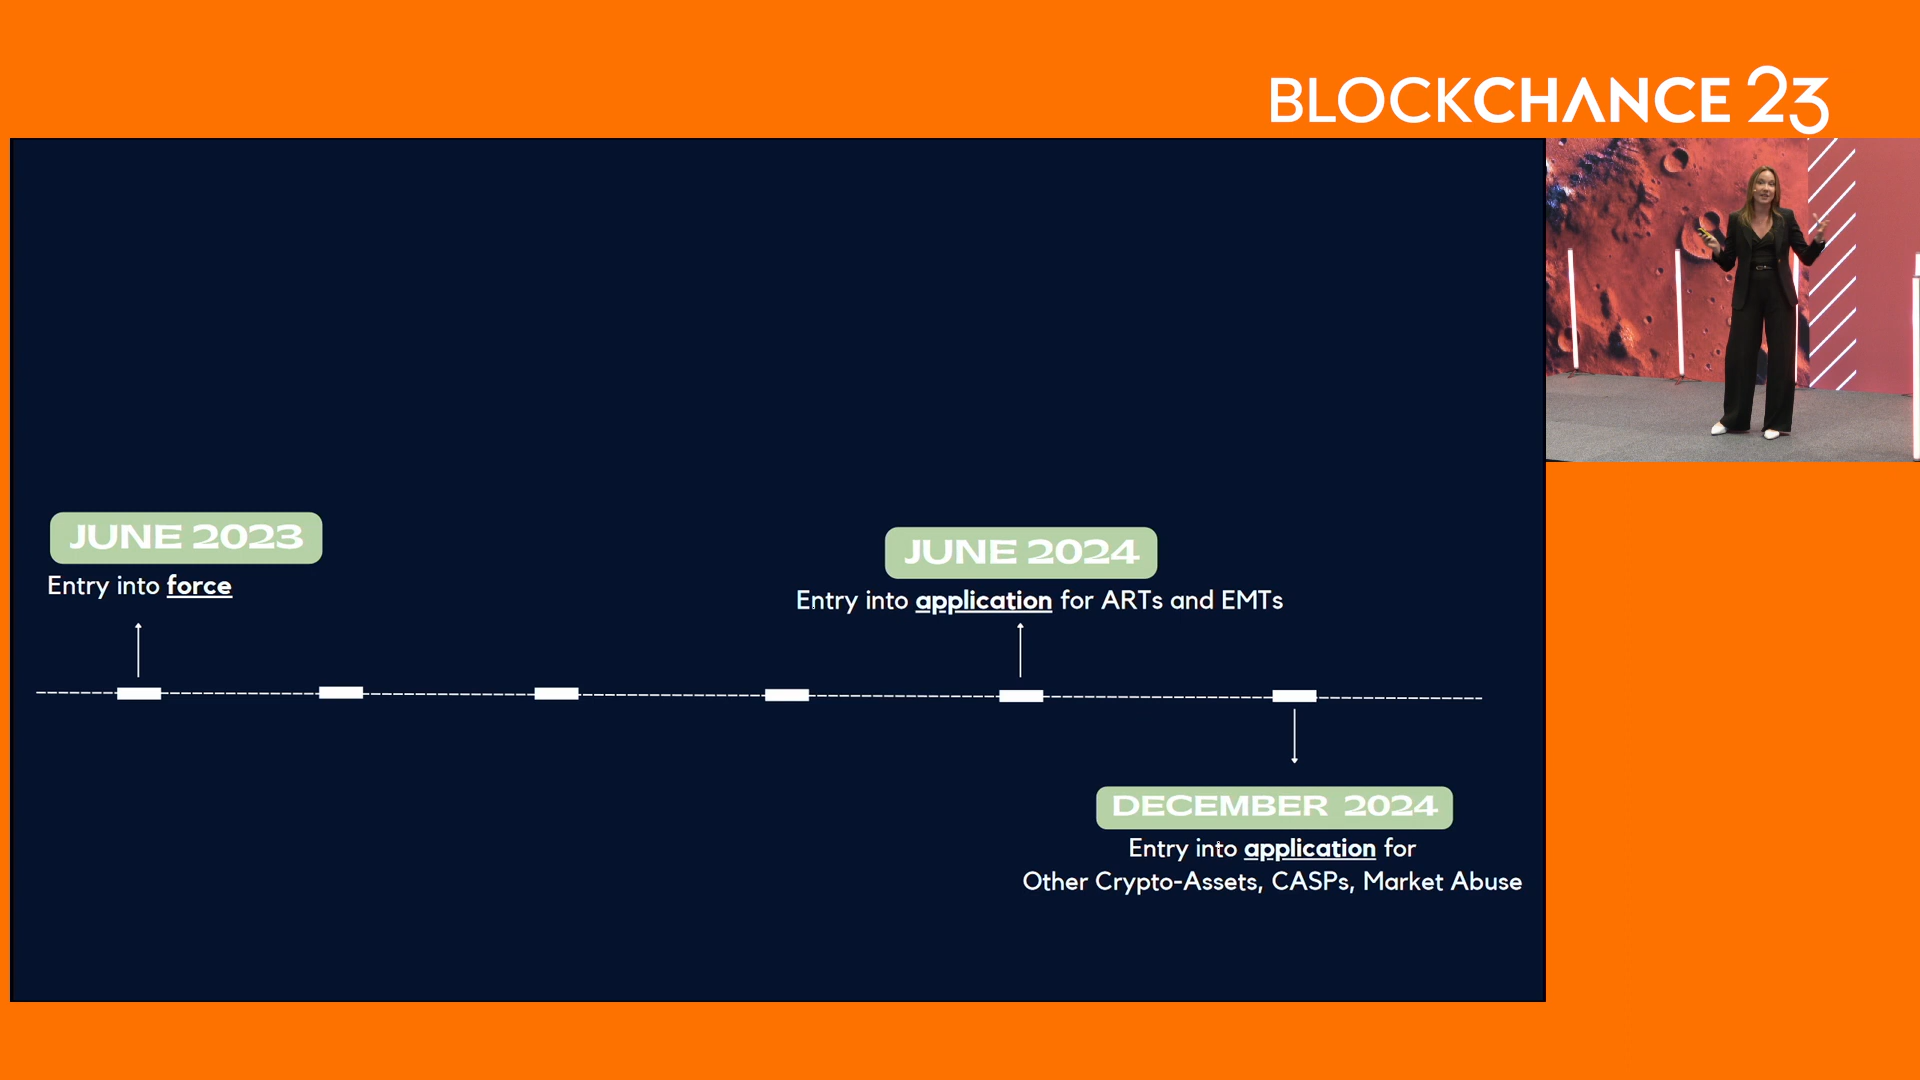 BLOCKCHANCE 23
JUNE 2023
Entry into force
JUNE 2024
Entry into application for ARTs and EMTs
DECEMBER 2024
Entry into application for
Other Crypto-Assets, CASPs, Market Abuse